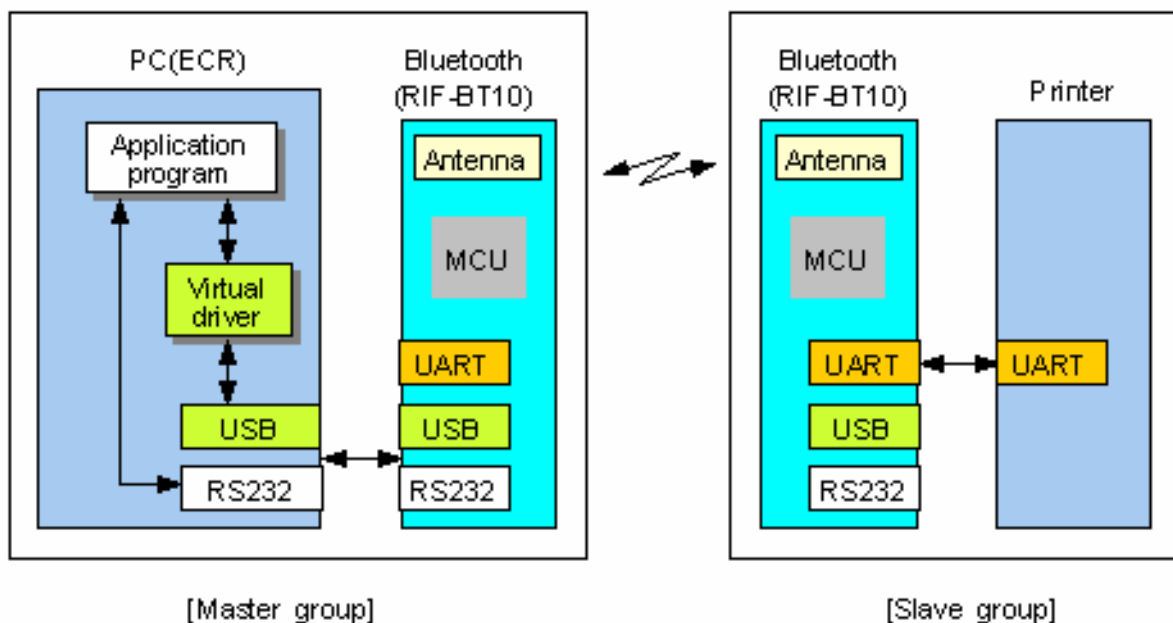 PC(ECR)
Bluetooth
(RIF-BT10)
Application
program
Antenna
MCU
Virtual
driver
UART
USB
USB
RS232
RS232
[Master group]
Bluetooth
(RIF-BT10)
Printer
Antenna
MCU
UART
UART
USB
RS232
[Slave group]